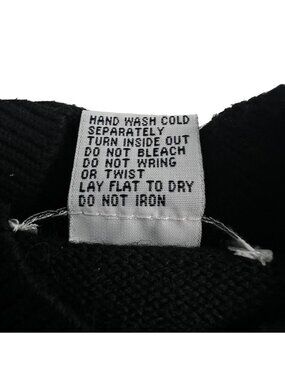 HAND WASH COLD
SEPARATELY
TURN INSIDE OUT
DO NOT BLEACH
DO NOT WRING
OR TWIST
LAY FLAT TO DRY
DO NOT IRON